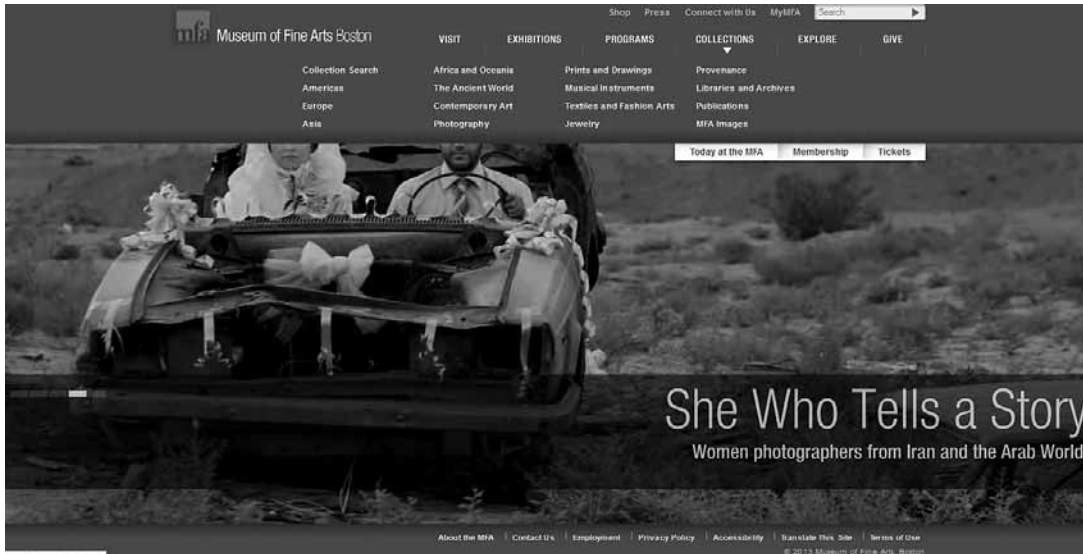 Shop Press Connect with Us MyMFA Search
mfa Museum of Fine Arts Boston
VISIT EXHIBITIONS PROGRAMS COLLECTIONS EXPLORE GIVE
Collection Search Africa and Oceania Prints and Drawings Provenance
Americas The Ancient World Musical Instruments Libraries and Archives
Europe Contemporary Art Textiles and Fashion Arts Publications
Asia Photography Jewelry MFA Images
Today at the MFA Membership Tickets
She Who Tells a Story
Women photographers from Iran and the Arab World
About the MFA Contact Us Employment Privacy Policy Accessibility Translate This Site Terms of Use
© 2013 Museum of Fine Arts, Boston